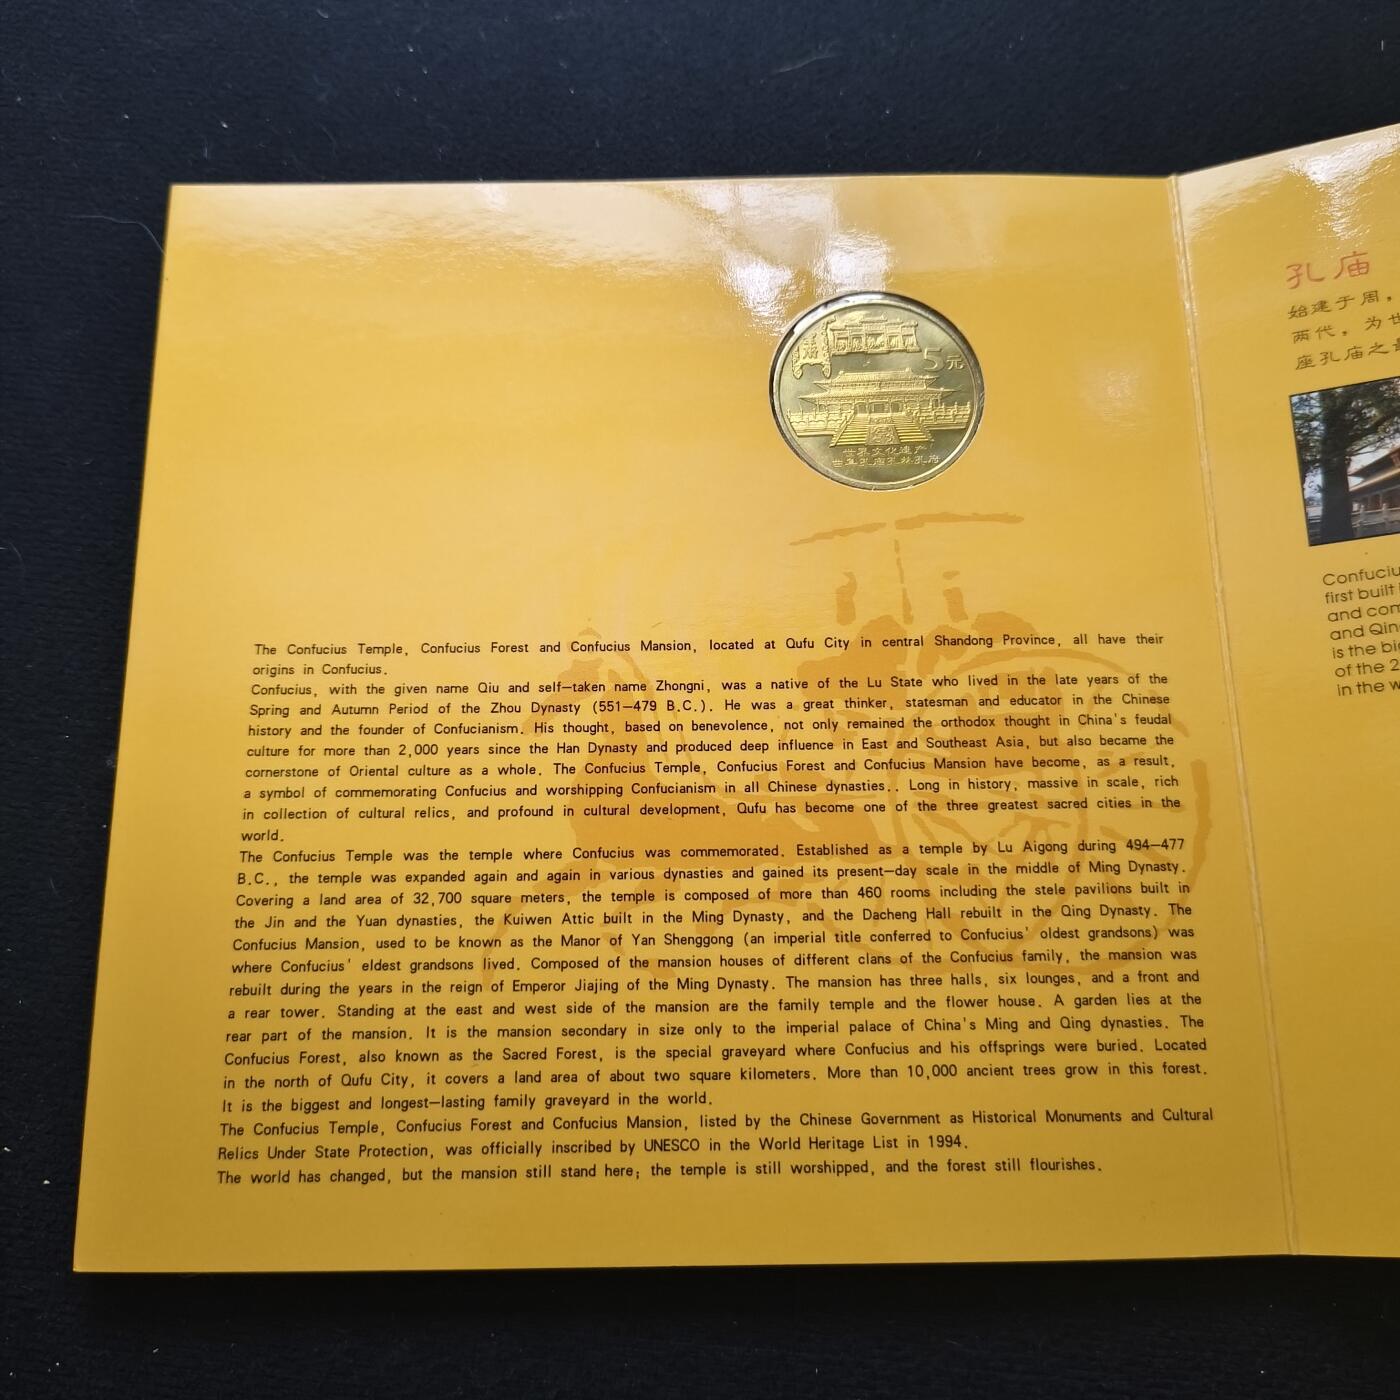 5元
世界文化遗产
曲阜孔庙孔林孔府
The Confucius Temple, Confucius Forest and Confucius Mansion, located at Qufu City in central Shandong Province, all have their
origins in Confucius.
Confucius, with the given name Qiu and self—taken name Zhongni, was a native of the Lu State who lived in the late years of the
Spring and Autumn Period of the Zhou Dynasty (551—479 B.C.). He was a great thinker, statesman and educator in the Chinese
history and the founder of Confucianism. His thought, based on benevolence, not only remained the orthodox thought in China's feudal
culture for more than 2,000 years since the Han Dynasty and produced deep influence in East and Southeast Asia, but also became the
cornerstone of Oriental culture as a whole. The Confucius Temple, Confucius Forest and Confucius Mansion have become, as a result,
a symbol of commemorating Confucius and worshipping Confucianism in all Chinese dynasties.. Long in history, massive in scale, rich
in collection of cultural relics, and profound in cultural development, Qufu has become one of the three greatest sacred cities in the
world.
The Confucius Temple was the temple where Confucius was commemorated. Established as a temple by Lu Aigong during 494—477
B.C., the temple was expanded again and again in various dynasties and gained its present—day scale in the middle of Ming Dynasty.
Covering a land area of 32,700 square meters, the temple is composed of more than 460 rooms including the stele pavilions built in
the Jin and the Yuan dynasties, the Kuiwen Attic built in the Ming Dynasty, and the Dacheng Hall rebuilt in the Qing Dynasty. The
Confucius Mansion, used to be known as the Manor of Yan Shenggong (an imperial title conferred to Confucius' oldest grandsons) was
where Confucius' eldest grandsons lived. Composed of the mansion houses of different clans of the Confucius family, the mansion was
rebuilt during the years in the reign of Emperor Jiajing of the Ming Dynasty. The mansion has three halls, six lounges, and a front and
a rear tower. Standing at the east and west side of the mansion are the family temple and the flower house. A garden lies at the
rear part of the mansion. It is the mansion secondary in size only to the imperial palace of China's Ming and Qing dynasties. The
Confucius Forest, also known as the Sacred Forest, is the special graveyard where Confucius and his offsprings were buried. Located
in the north of Qufu City, it covers a land area of about two square kilometers. More than 10,000 ancient trees grow in this forest.
It is the biggest and longest—lasting family graveyard in the world.
The Confucius Temple, Confucius Forest and Confucius Mansion, listed by the Chinese Government as Historical Monuments and Cultural
Relics Under State Protection, was officially inscribed by UNESCO in the World Heritage List in 1994.
The world has changed, but the mansion still stand here; the temple is still worshipped, and the forest still flourishes.
孔庙
始建于周，
两代。为世
座孔庙之最
Confuciu
first built
and com
and Qin
is the bi
of the 2
in the w